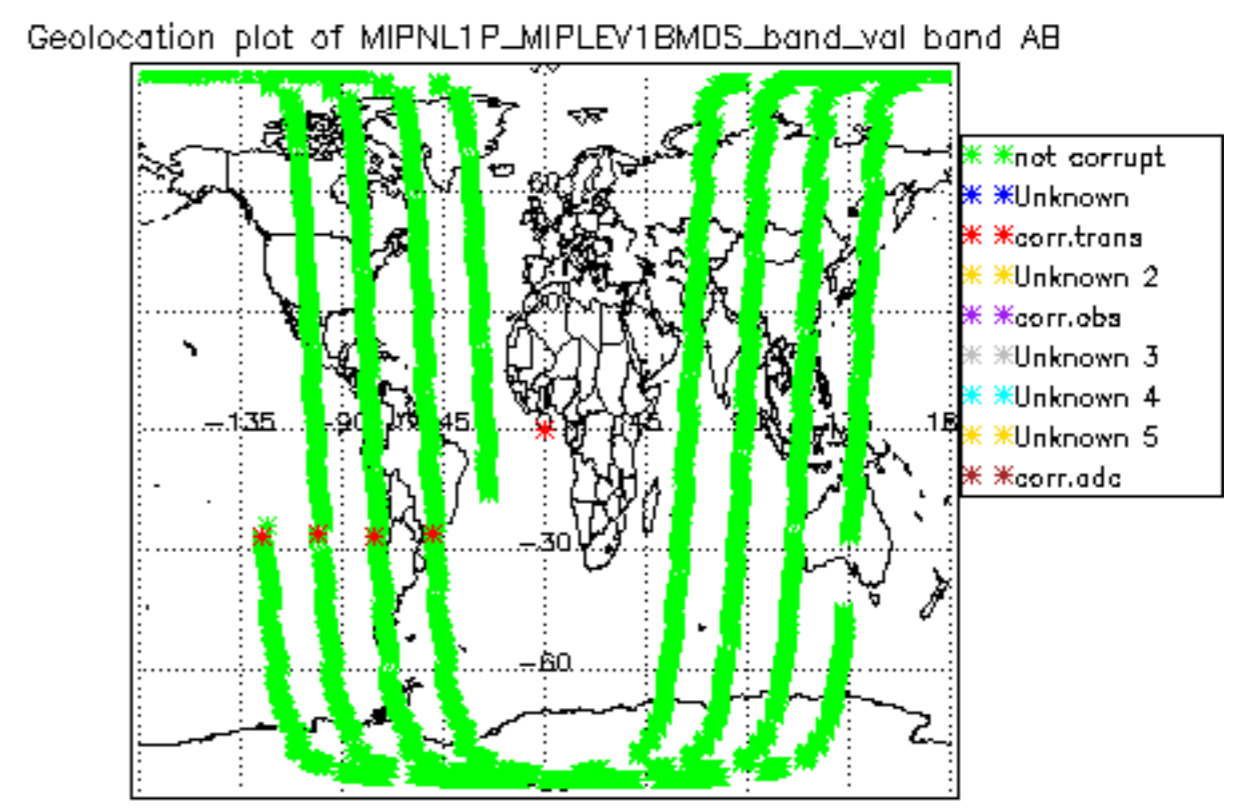 Geolocation plot of MIPNL1P_MIPLEV1BMDS_band_val band AB
60
-135
-90
-45
45
-30
-60
not corrupt
Unknown
corr.trans
Unknown 2
corr.obs
Unknown 3
Unknown 4
Unknown 5
corr.adc